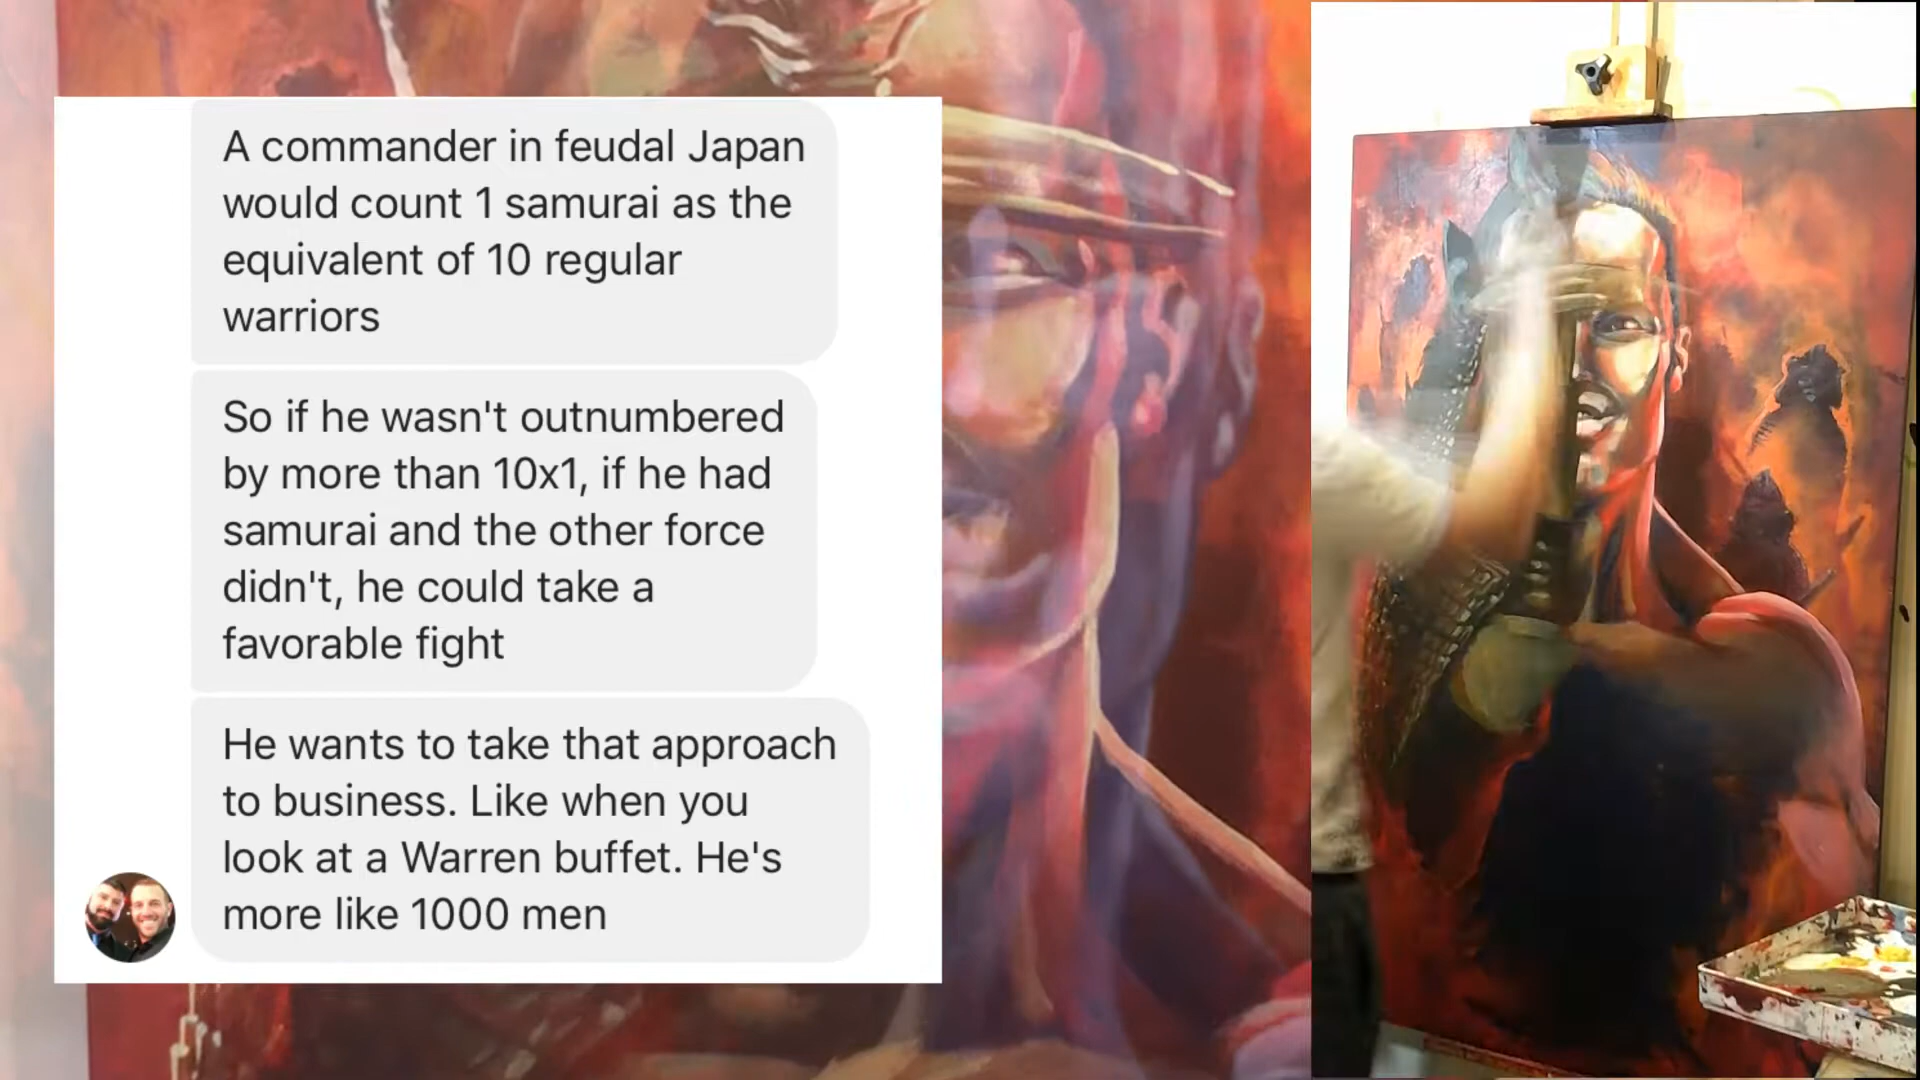 A commander in feudal Japan
would count 1 samurai as the
equivalent of 10 regular
warriors
So if he wasn't outnumbered
by more than 10x1, if he had
samurai and the other force
didn't, he could take a
favorable fight
He wants to take that approach
to business. Like when you
look at a Warren buffet. He's
more like 1000 men